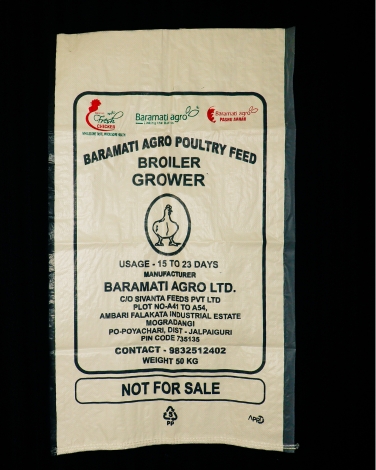 Fresh
CHICKEN
Baramati agro
Baramati agro
PASHU AAHAR
BARAMATI AGRO POULTRY FEED
BROILER
GROWER
USAGE - 15 TO 23 DAYS
MANUFACTURER
BARAMATI AGRO LTD.
C/O SIVANTA FEEDS PVT LTD
PLOT NO-A41 TO A54,
AMBARI FALAKATA INDUSTRIAL ESTATE
MOGRADANGI
PO-POYACHARI, DIST - JALPAIGURI
PIN CODE 735135
CONTACT - 9832512402
WEIGHT 50 KG
NOT FOR SALE
5
PP